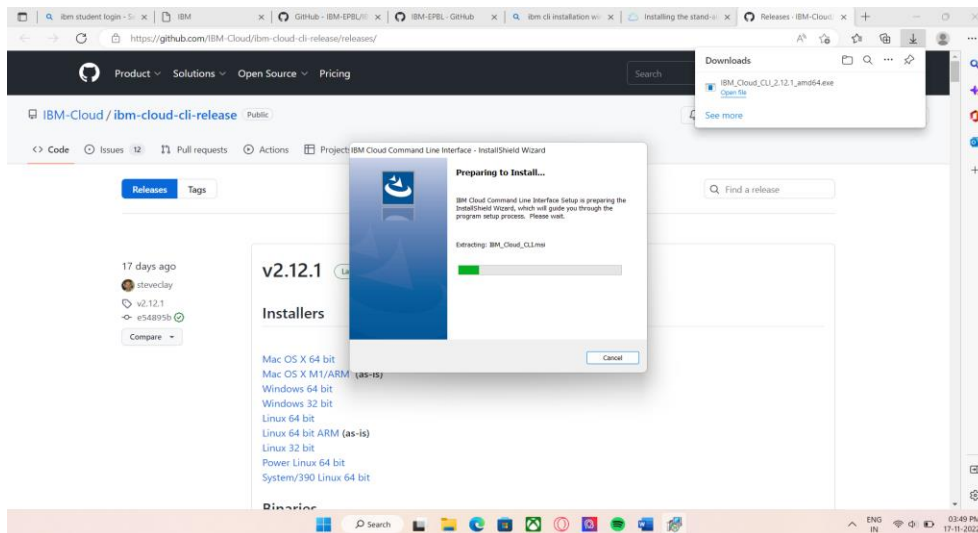 ibm student login - Se
IBM
GitHub - IBM-EPBL/IB
IBM-EPBL · GitHub
ibm cli installation wi
Installing the stand-al
Releases · IBM-Cloud
https://github.com/IBM-Cloud/ibm-cloud-cli-release/releases/
Product
Solutions
Open Source
Pricing
Search
Downloads
IBM_Cloud_CLI_2.12.1_amd64.exe
Open file
See more
IBM-Cloud / ibm-cloud-cli-release
Public
Code
Issues 12
Pull requests
Actions
Project
IBM Cloud Command Line Interface - InstallShield Wizard
Preparing to Install...
IBM Cloud Command Line Interface Setup is preparing the
InstallShield Wizard, which will guide you through the
program setup process. Please wait.
Extracting: IBM_Cloud_CLI.msi
Cancel
Releases
Tags
Find a release
17 days ago
steveclay
v2.12.1
e54895b
Compare
v2.12.1
La
Installers
Mac OS X 64 bit
Mac OS X M1/ARM (as-is)
Windows 64 bit
Windows 32 bit
Linux 64 bit
Linux 64 bit ARM (as-is)
Linux 32 bit
Power Linux 64 bit
System/390 Linux 64 bit
Binaries
Search
ENG
IN
03:49 PM
17-11-2022